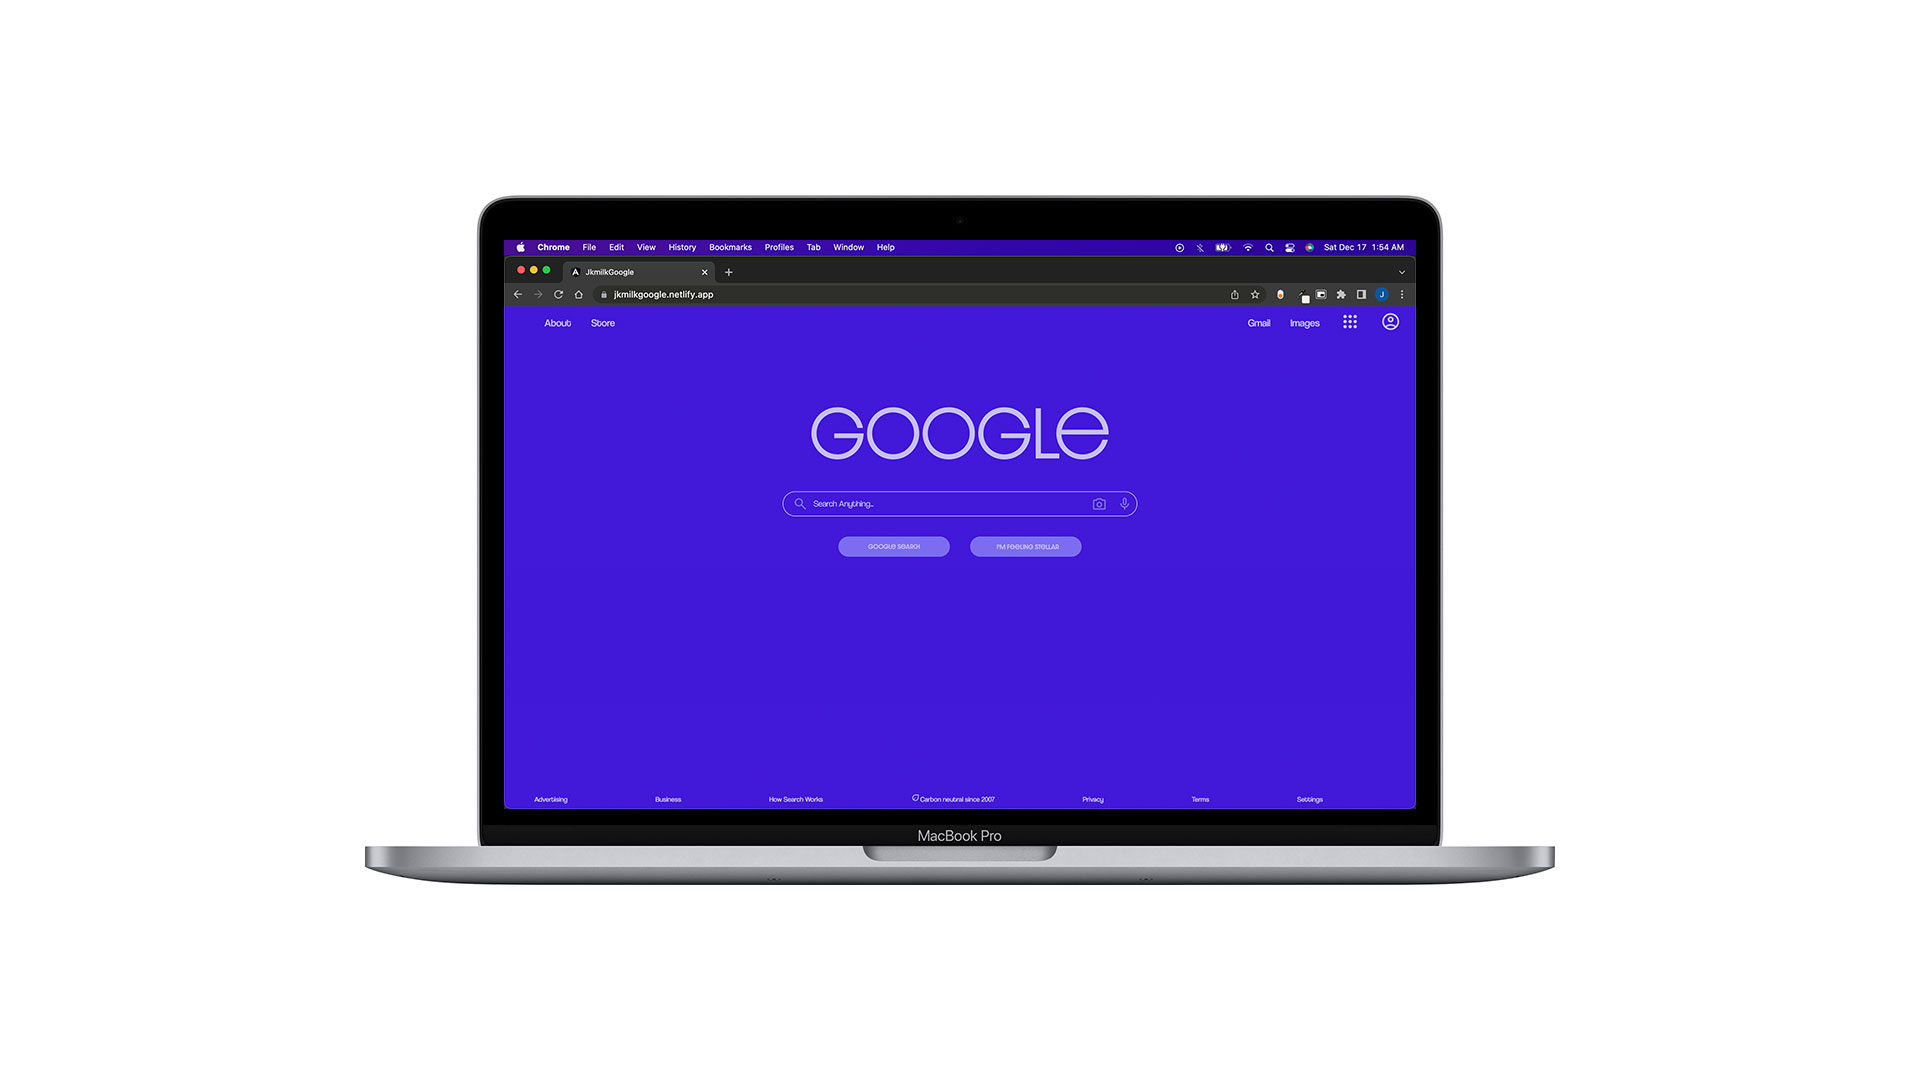 Chrome File Edit View History Bookmarks Profiles Tab Window Help Sat Dec 17 1:54 AM
JkmilkGoogle
jkmilkgoogle.netlify.app J
About Store Gmail Images
GOOGLe
Search Anything...
GOOGLe SeARCH I'M FeeLING STeLLAR
Advertising Business How Search Works Carbon neutral since 2007 Privacy Terms Settings
MacBook Pro